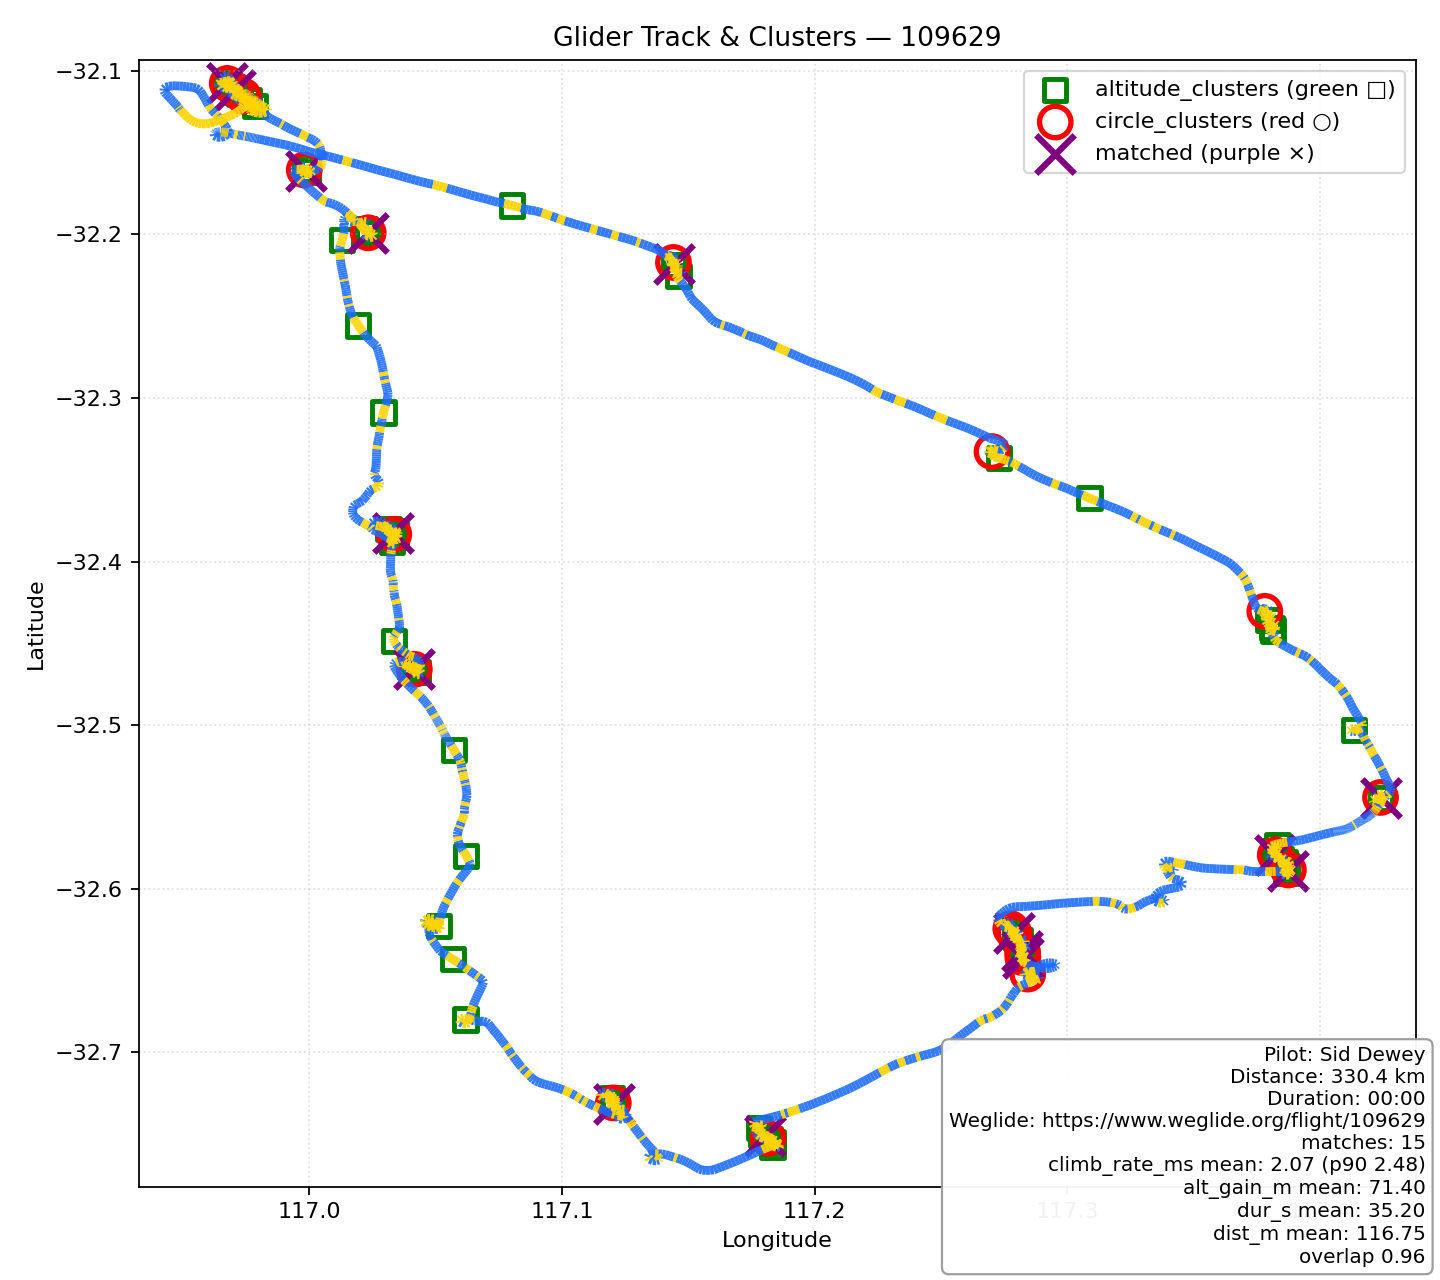 Glider Track & Clusters — 109629
altitude_clusters (green □)
circle_clusters (red ○)
matched (purple ×)
−32.1
−32.2
−32.3
−32.4
−32.5
−32.6
−32.7
Latitude
117.0
117.1
117.2
117.3
Longitude
Pilot: Sid Dewey
Distance: 330.4 km
Duration: 00:00
Weglide: https://www.weglide.org/flight/109629
matches: 15
climb_rate_ms mean: 2.07 (p90 2.48)
alt_gain_m mean: 71.40
dur_s mean: 35.20
dist_m mean: 116.75
overlap 0.96